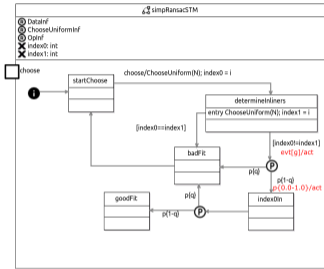 simpRansacSTM
DataInf
ChooseUniformInf
OpInf
index0: int
index1: int
choose
startChoose
choose/ChooseUniform(N); index0 = i
i
determineInliners
entry ChooseUniform(N); index1 = i
[index0==index1]
[index0!=index1]
evt[g]/act
badFit
P
p(q)
p(1-q)
p{0.0-1.0}/act
p(q)
goodFit
index0In
P
p(1-q)